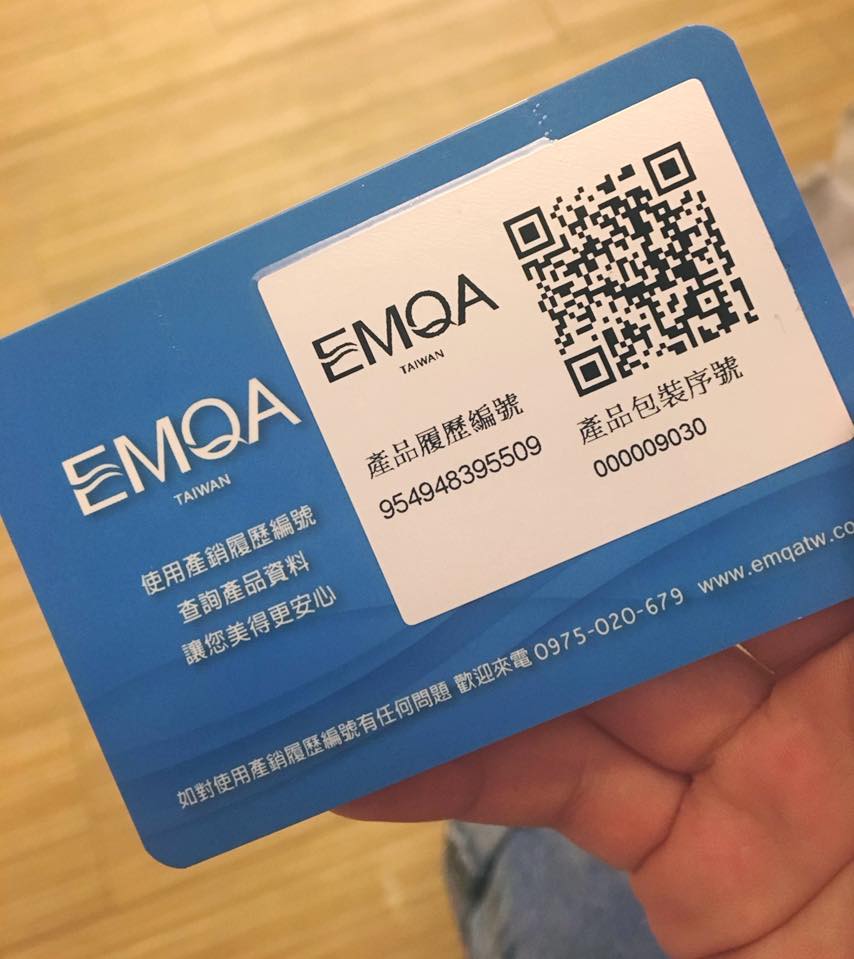 EMQA
TAIWAN
使用產銷履歷編號
查詢產品資料
讓您美得更安心
EMQA
TAIWAN
產品履歷編號
954948395509
產品包裝序號
000009030
如對使用產銷履歷編號有任何問題 歡迎來電 0975-020-679 www.emqatw.co